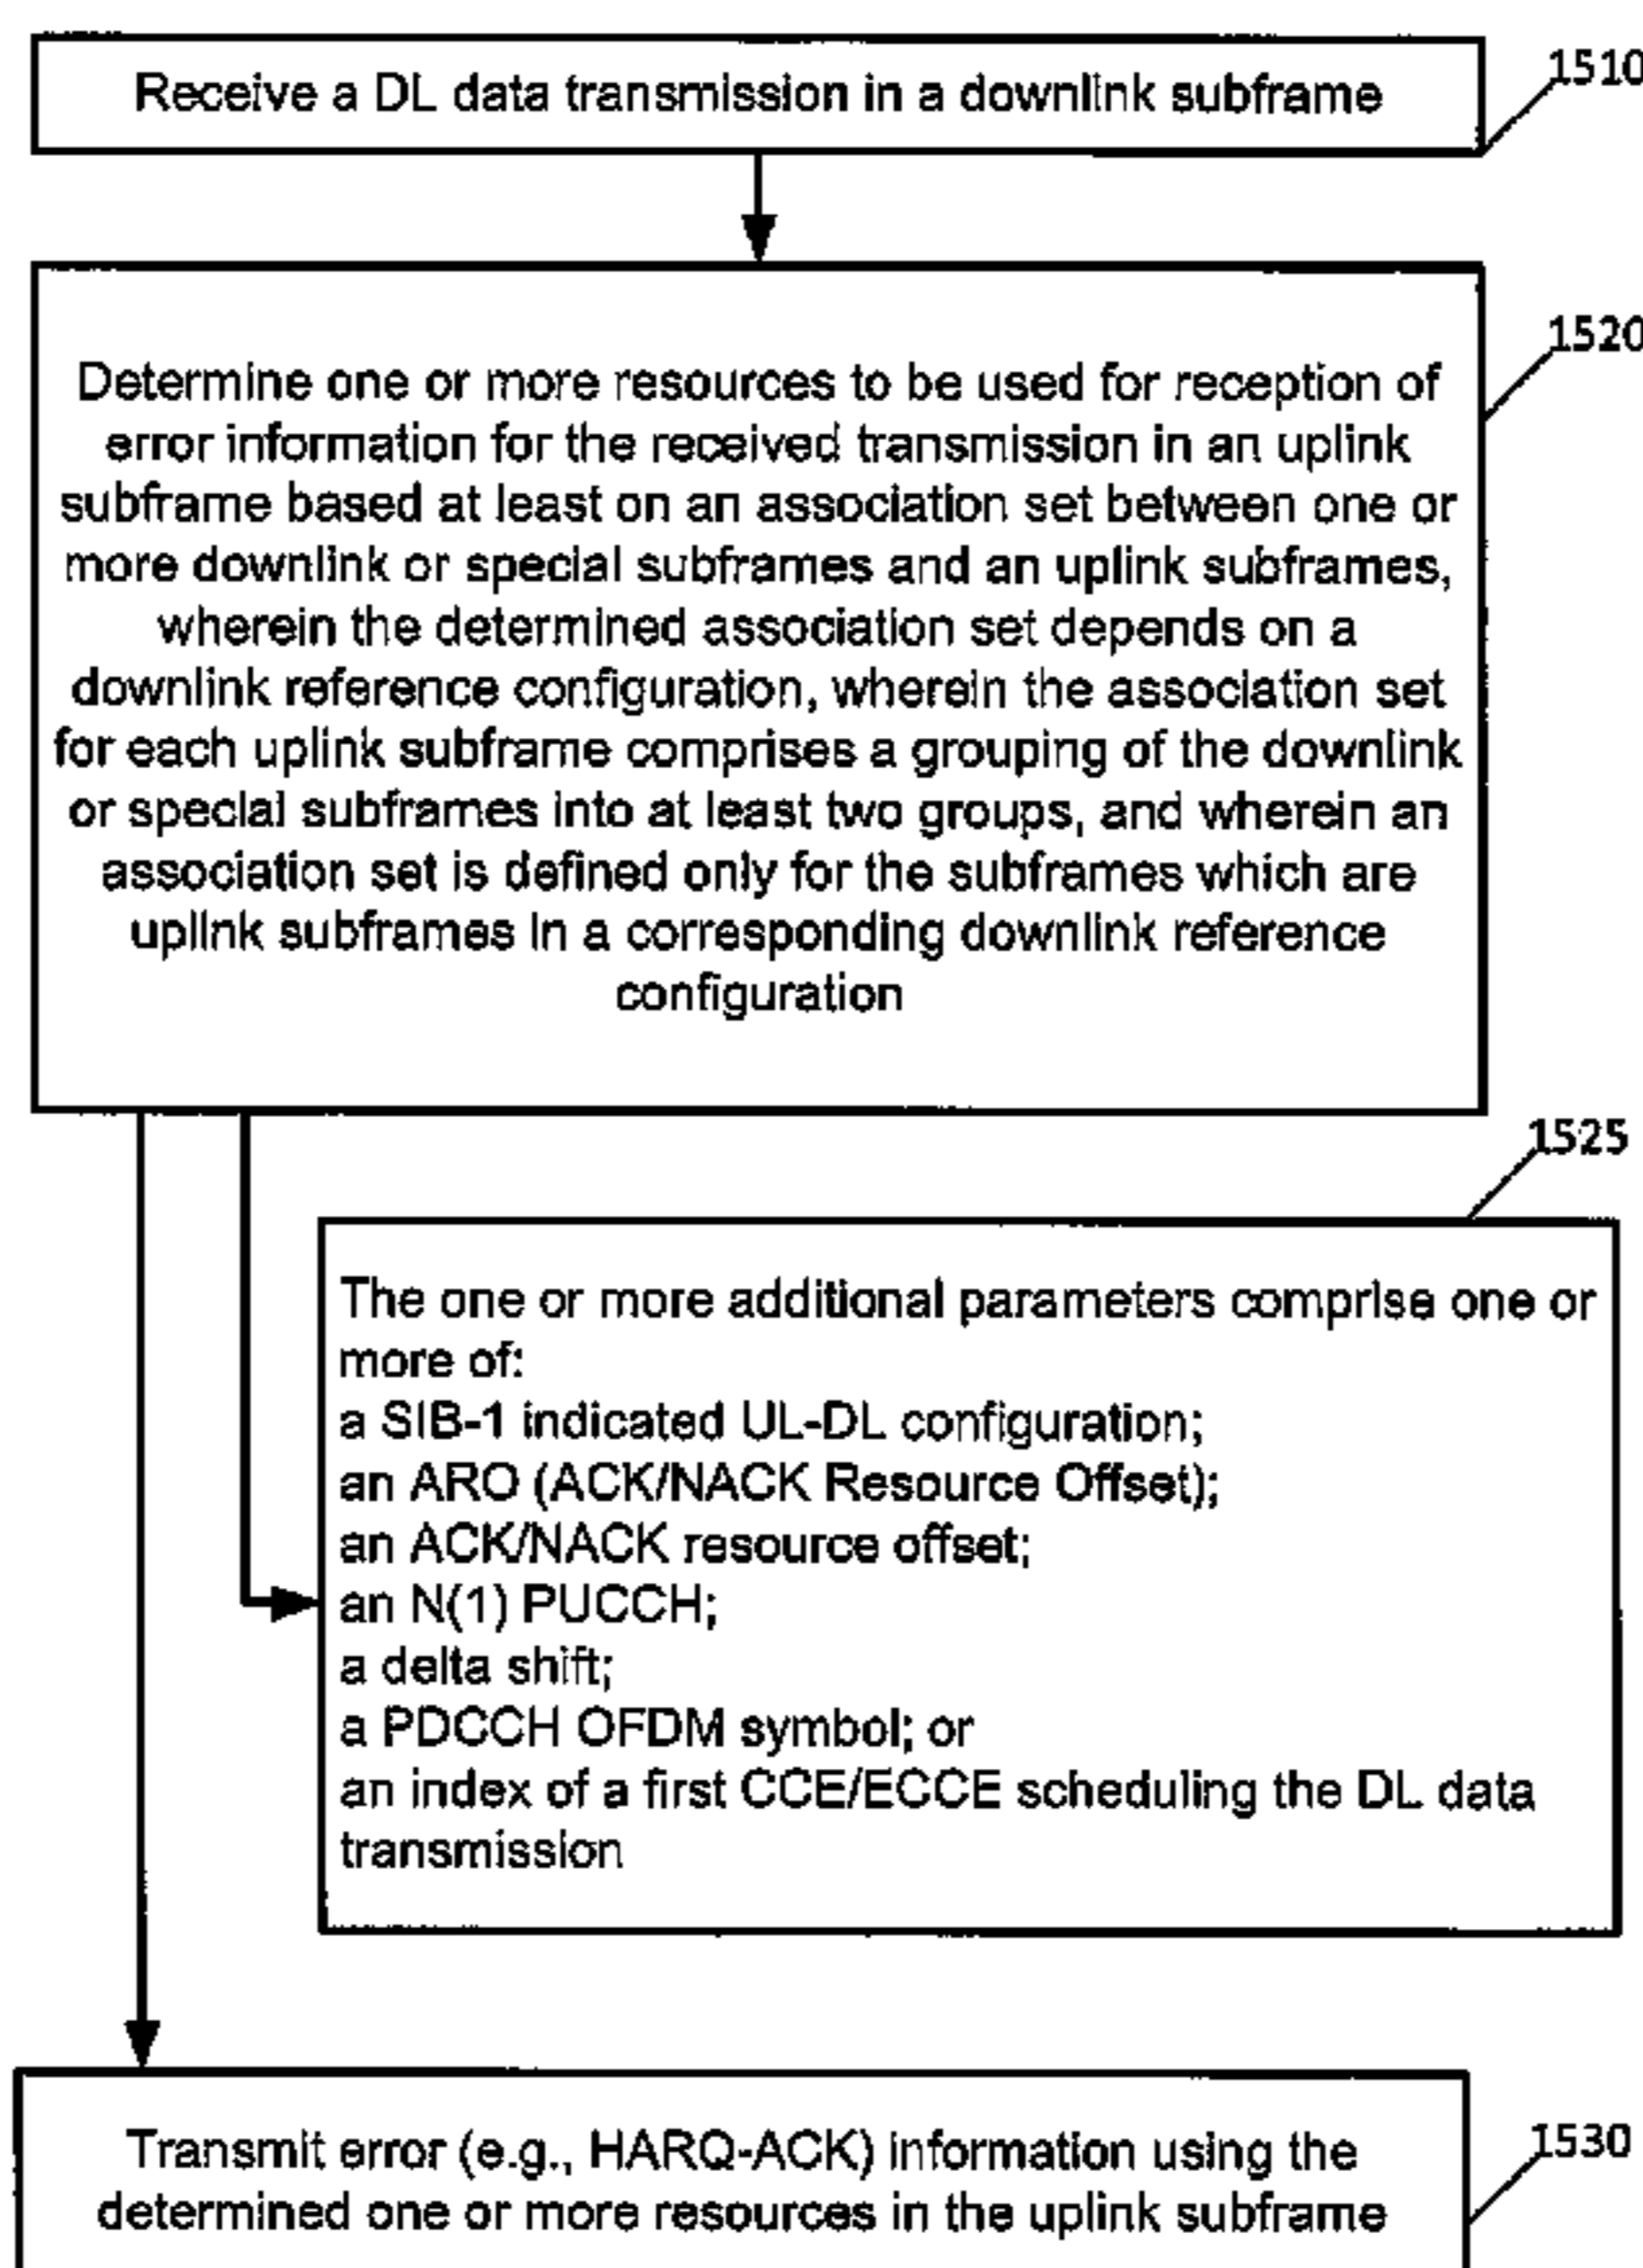 Receive a DL data transmission in a downlink subframe
1510
1520
Determine one or more resources to be used for reception of
error information for the received transmission in an uplink
subframe based at least on an association set between one or
more downlink or special subframes and an uplink subframes,
wherein the determined association set depends on a
downlink reference configuration, wherein the association set
for each uplink subframe comprises a grouping of the downlink
or special subframes into at least two groups, and wherein an
association set is defined only for the subframes which are
uplink subframes in a corresponding downlink reference
configuration
1525
The one or more additional parameters comprise one or
more of:
a SIB-1 indicated UL-DL configuration;
an ARO (ACK/NACK Resource Offset);
an ACK/NACK resource offset;
an N(1) PUCCH;
a delta shift;
a PDCCH OFDM symbol; or
an index of a first CCE/ECCE scheduling the DL data
transmission
1530
Transmit error (e.g., HARQ-ACK) information using the
determined one or more resources in the uplink subframe